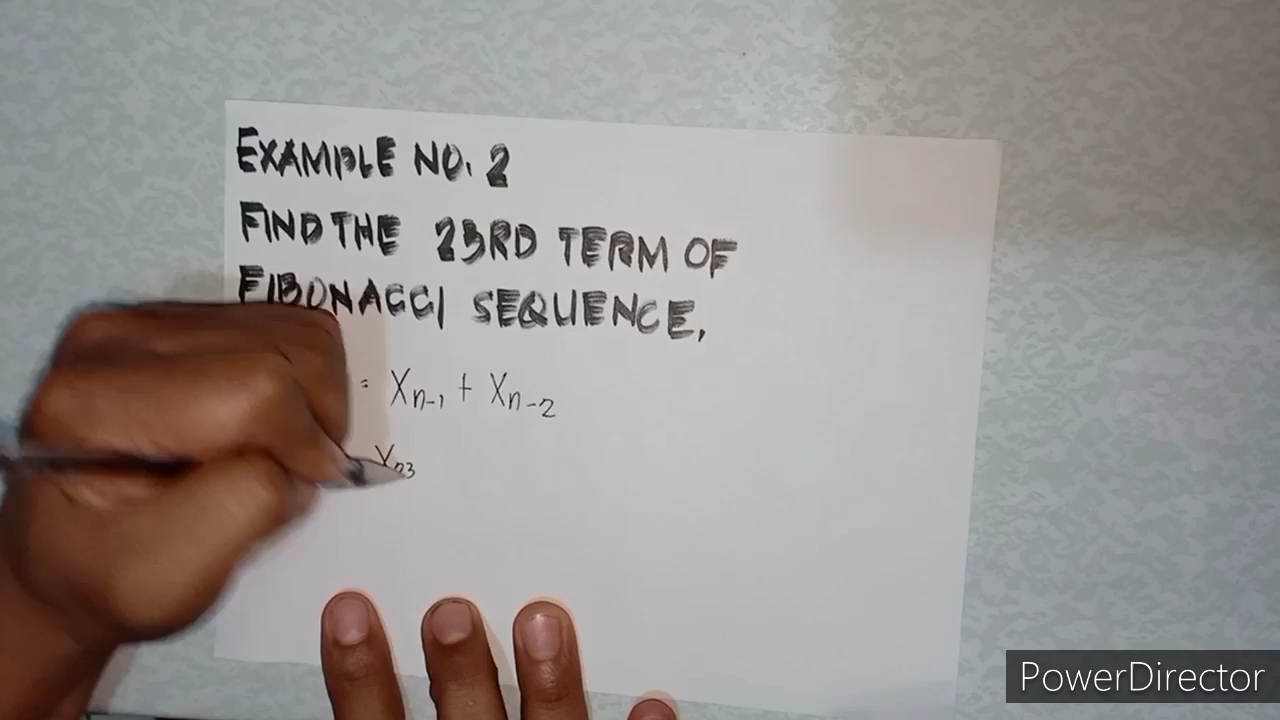 EXAMPLE NO. 2
FIND THE 23RD TERM OF
FIBONACCI SEQUENCE.
= Xn-1 + Xn-2
X23
PowerDirector